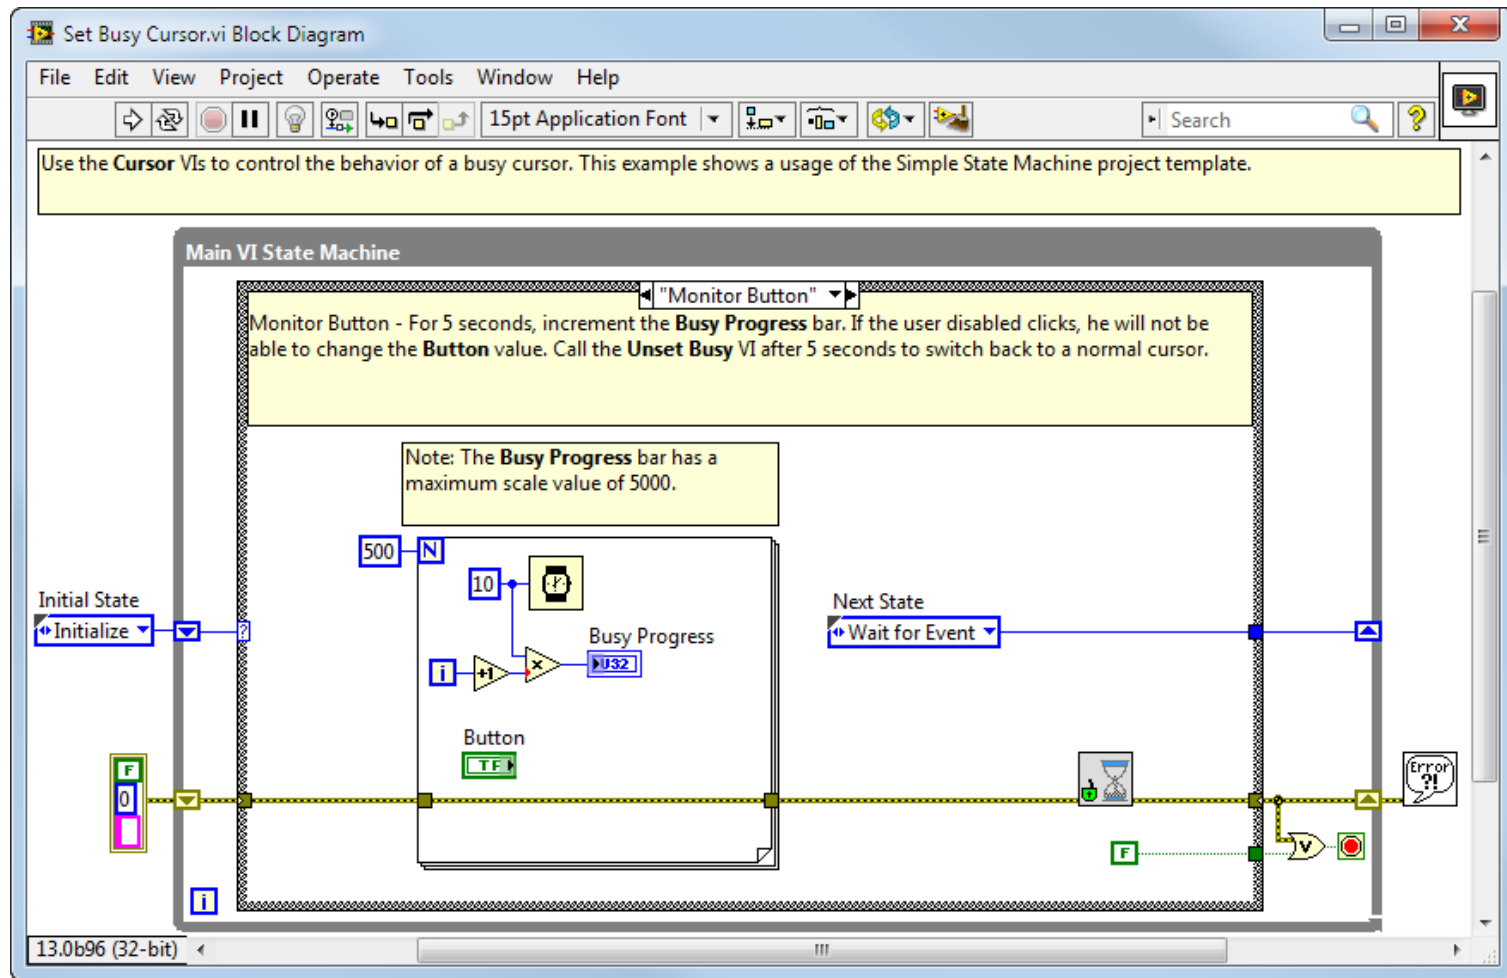 Set Busy Cursor.vi Block Diagram
File Edit View Project Operate Tools Window Help
15pt Application Font
Search
?
Use the Cursor VIs to control the behavior of a busy cursor. This example shows a usage of the Simple State Machine project template.
Main VI State Machine
"Monitor Button"
Monitor Button - For 5 seconds, increment the Busy Progress bar. If the user disabled clicks, he will not be
able to change the Button value. Call the Unset Busy VI after 5 seconds to switch back to a normal cursor.
Note: The Busy Progress bar has a
maximum scale value of 5000.
500 N
10
Initial State
Initialize
?
Next State
Wait for Event
Busy Progress
i +1 x U32
Button
TF
F
0
Error
?!
F V
i
13.0b96 (32-bit)